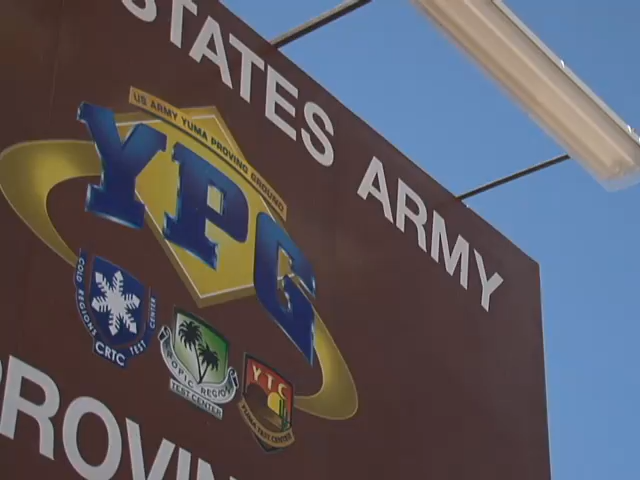 STATES ARMY
US ARMY YUMA PROVING GROUND
YPG
COLD REGIONS TEST CENTER
CRTC
TROPIC REGIONS
TEST CENTER
YTC
YUMA TEST CENTER
PROVIN